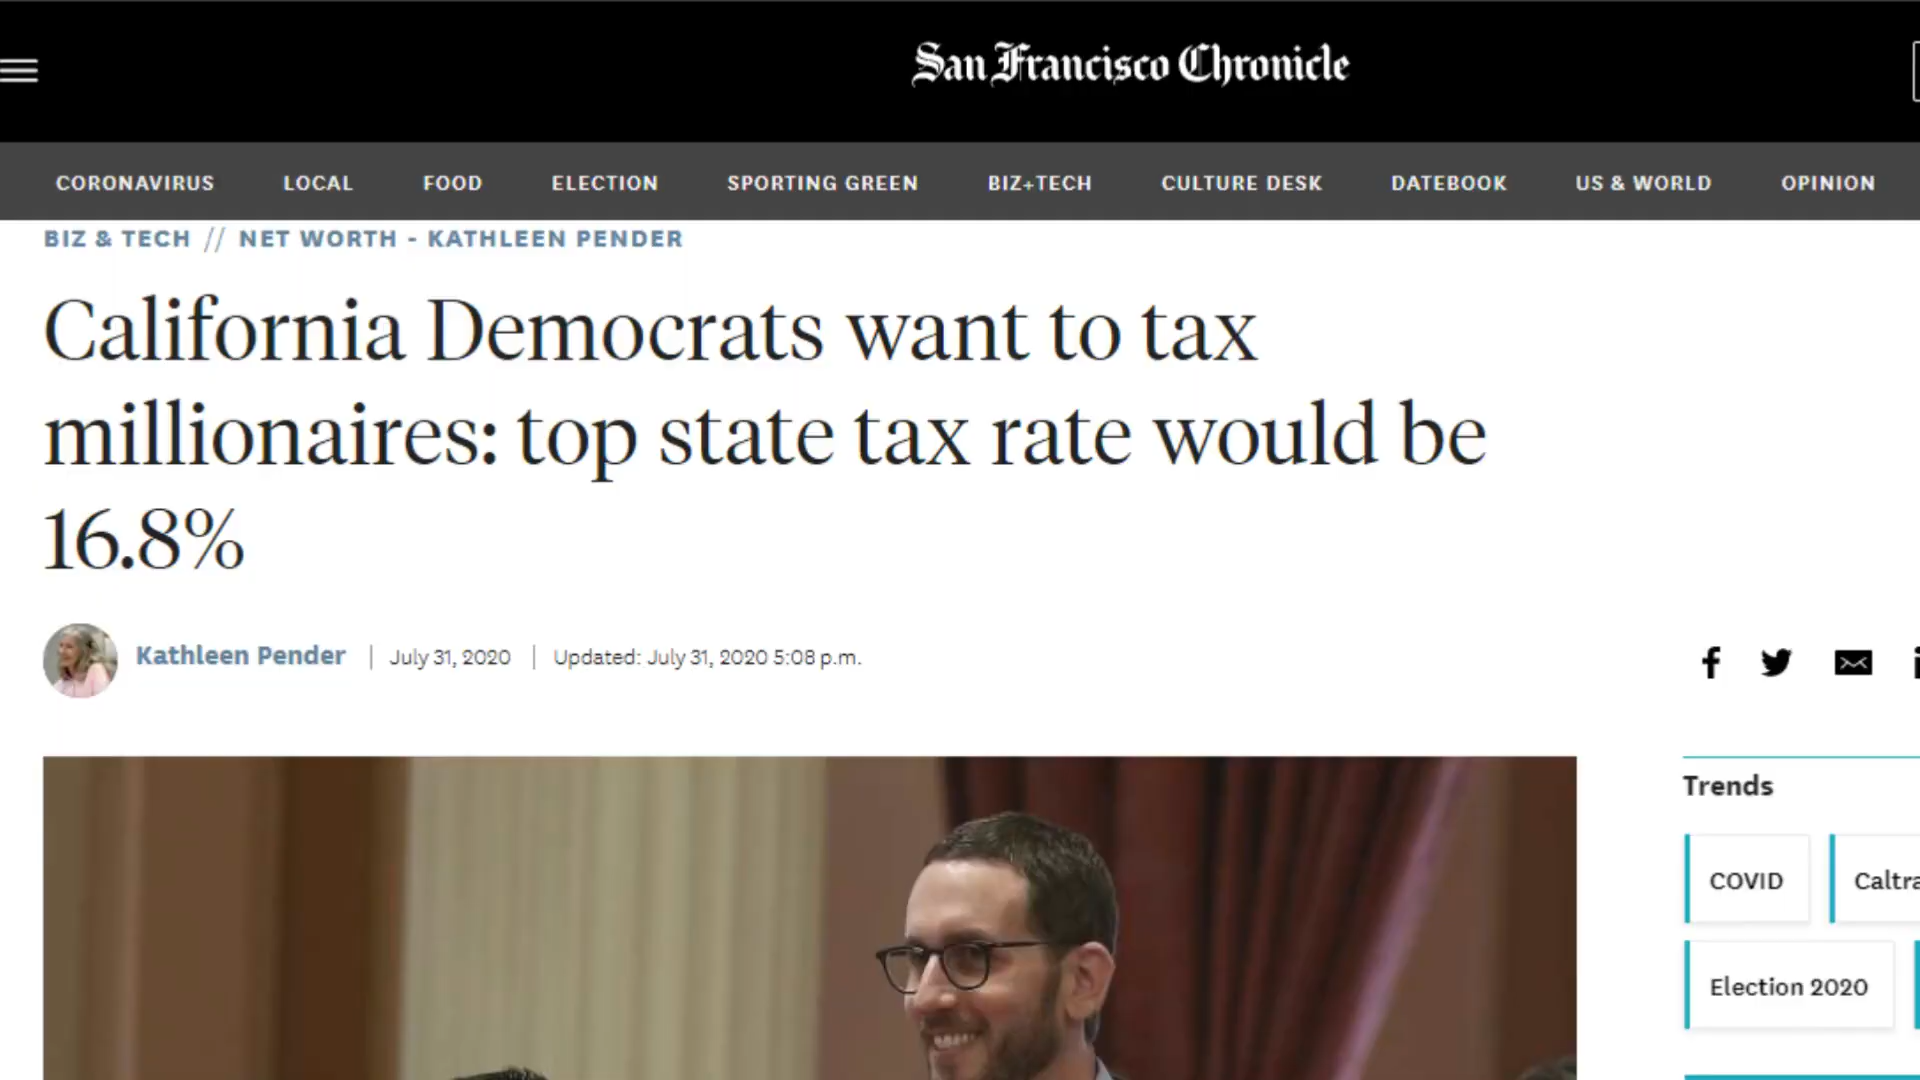 San Francisco Chronicle
CORONAVIRUS LOCAL FOOD ELECTION SPORTING GREEN BIZ+TECH CULTURE DESK DATEBOOK US & WORLD OPINION
BIZ & TECH // NET WORTH - KATHLEEN PENDER
California Democrats want to tax
millionaires: top state tax rate would be
16.8%
Kathleen Pender | July 31, 2020 | Updated: July 31, 2020 5:08 p.m.
Trends
COVID
Election 2020